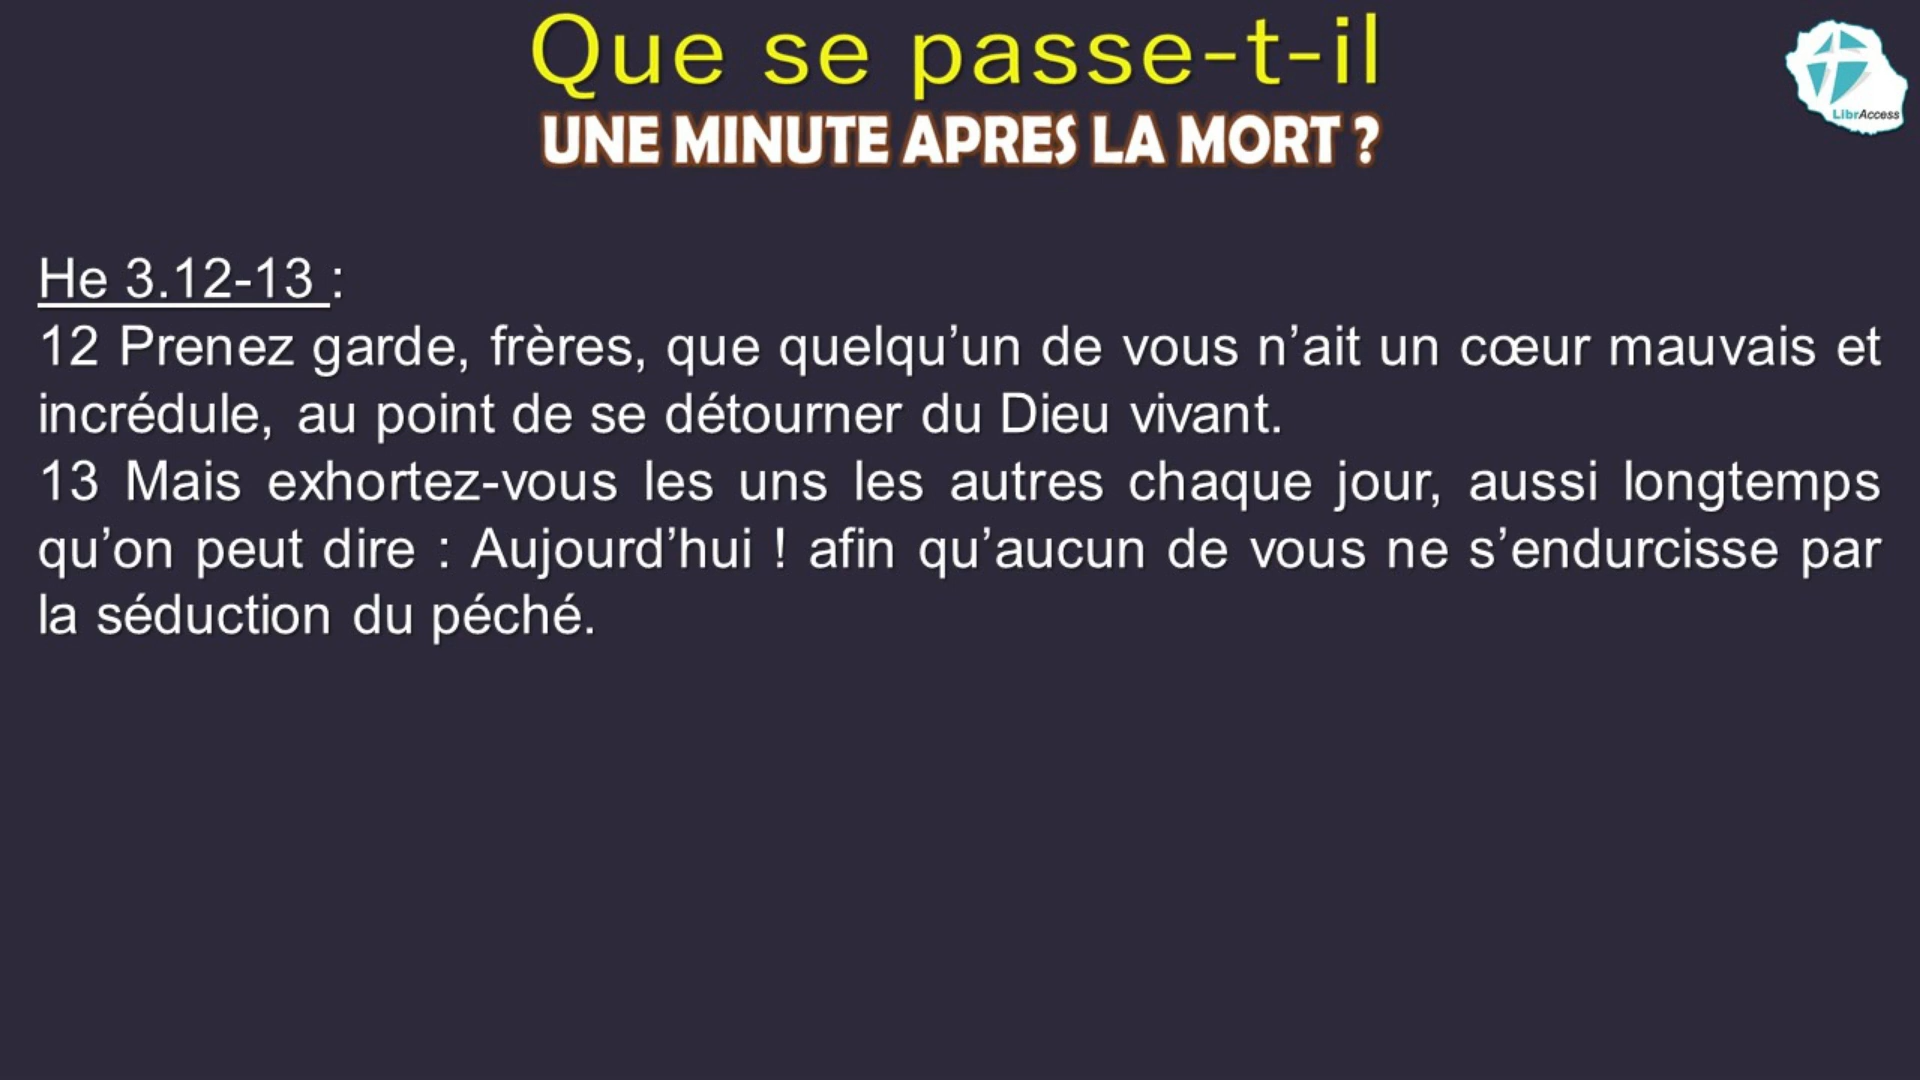 Que se passe-t-il
UNE MINUTE APRES LA MORT ?
LibrAccess
He 3.12-13 :
12 Prenez garde, frères, que quelqu’un de vous n’ait un cœur mauvais et
incrédule, au point de se détourner du Dieu vivant.
13 Mais exhortez-vous les uns les autres chaque jour, aussi longtemps
qu’on peut dire : Aujourd’hui ! afin qu’aucun de vous ne s’endurcisse par
la séduction du péché.